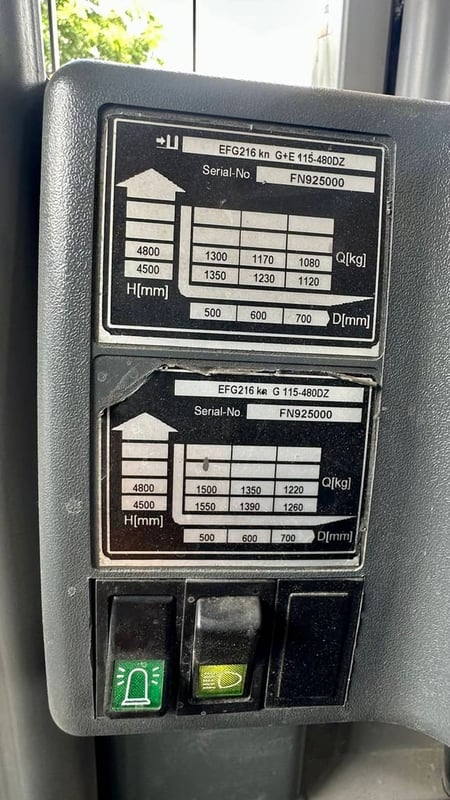 EFG216 kn G+E 115-480DZ
Serial-No FN925000
4800 1300 1170 1080 Q[kg]
4500 1350 1230 1120
H[mm]
500 600 700 D[mm]
EFG216 kn G 115-480DZ
Serial-No. FN925000
4800 1500 1350 1220 Q[kg]
4500 1550 1390 1260
H[mm]
500 600 700 D[mm]